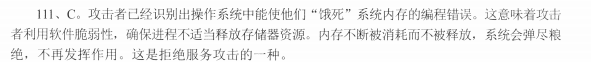 111、C。攻击者已经识别出操作系统中能使他们“饿死”系统内存的编程错误。这意味着攻击
者利用软件脆弱性，确保进程不适当释放存储器资源。内存不断被消耗而不被释放，系统会弹尽粮
绝，不再发挥作用。这是拒绝服务攻击的一种。